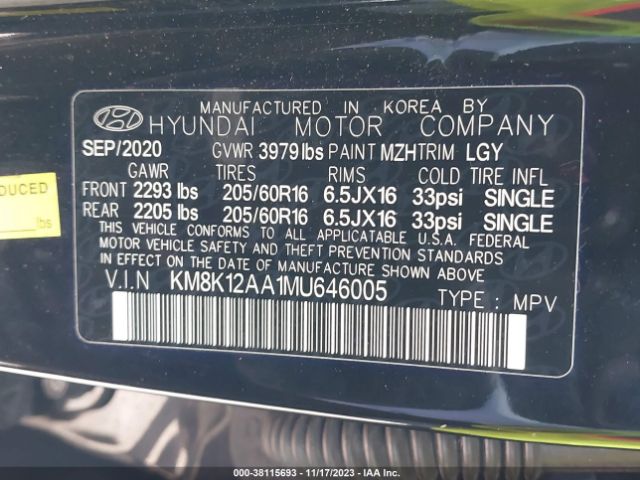 MANUFACTURED IN KOREA BY
HYUNDAI MOTOR COMPANY
SEP/2020 GVWR 3979 lbs PAINT MZH TRIM LGY
GAWR TIRES RIMS COLD TIRE INFL
FRONT 2293 lbs 205/60R16 6.5JX16 33psi SINGLE
REAR 2205 lbs 205/60R16 6.5JX16 33psi SINGLE
THIS VEHICLE CONFORMS TO ALL APPLICATABLE U.S.A. FEDERAL
MOTOR VEHICLE SAFETY AND THEFT PREVENTION STANDARDS
IN EFFECT ON THE DATE OF MANUFACTURE SHOWN ABOVE.
V.I.N KM8K12AA1MU646005
TYPE : MPV
DUCED
lbs
000-38115693 - 11/17/2023 - IAA Inc.